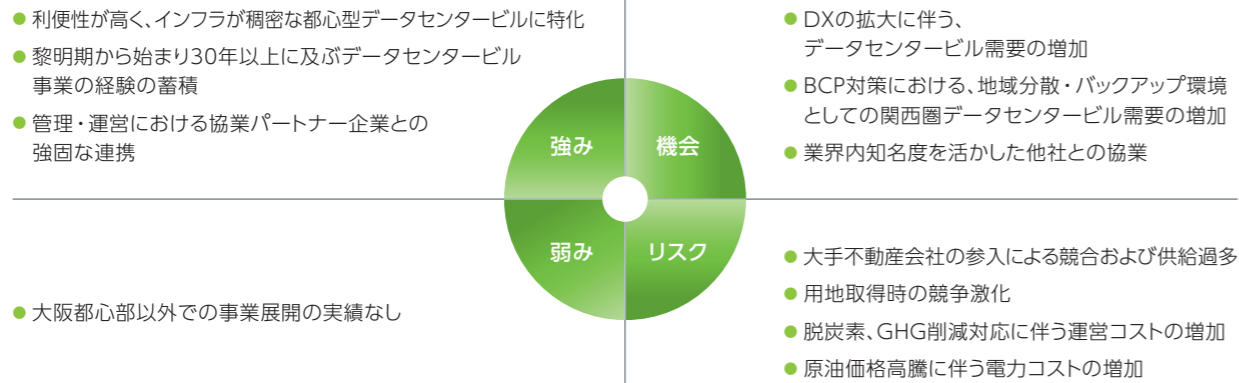 ●利便性が高く、インフラが稠密な都心型データセンタービルに特化
●黎明期から始まり30年以上に及ぶデータセンタービル
事業の経験の蓄積
●管理・運営における協業パートナー企業との
強固な連携
強み
機会
●DXの拡大に伴う、
データセンタービル需要の増加
●BCP対策における、地域分散・バックアップ環境
としての関西圏データセンタービル需要の増加
●業界内知名度を活かした他社との協業
●大阪都心部以外での事業展開の実績なし
弱み
リスク
●大手不動産会社の参入による競合および供給過多
●用地取得時の競争激化
●脱炭素、GHG削減対応に伴う運営コストの増加
●原油価格高騰に伴う電力コストの増加